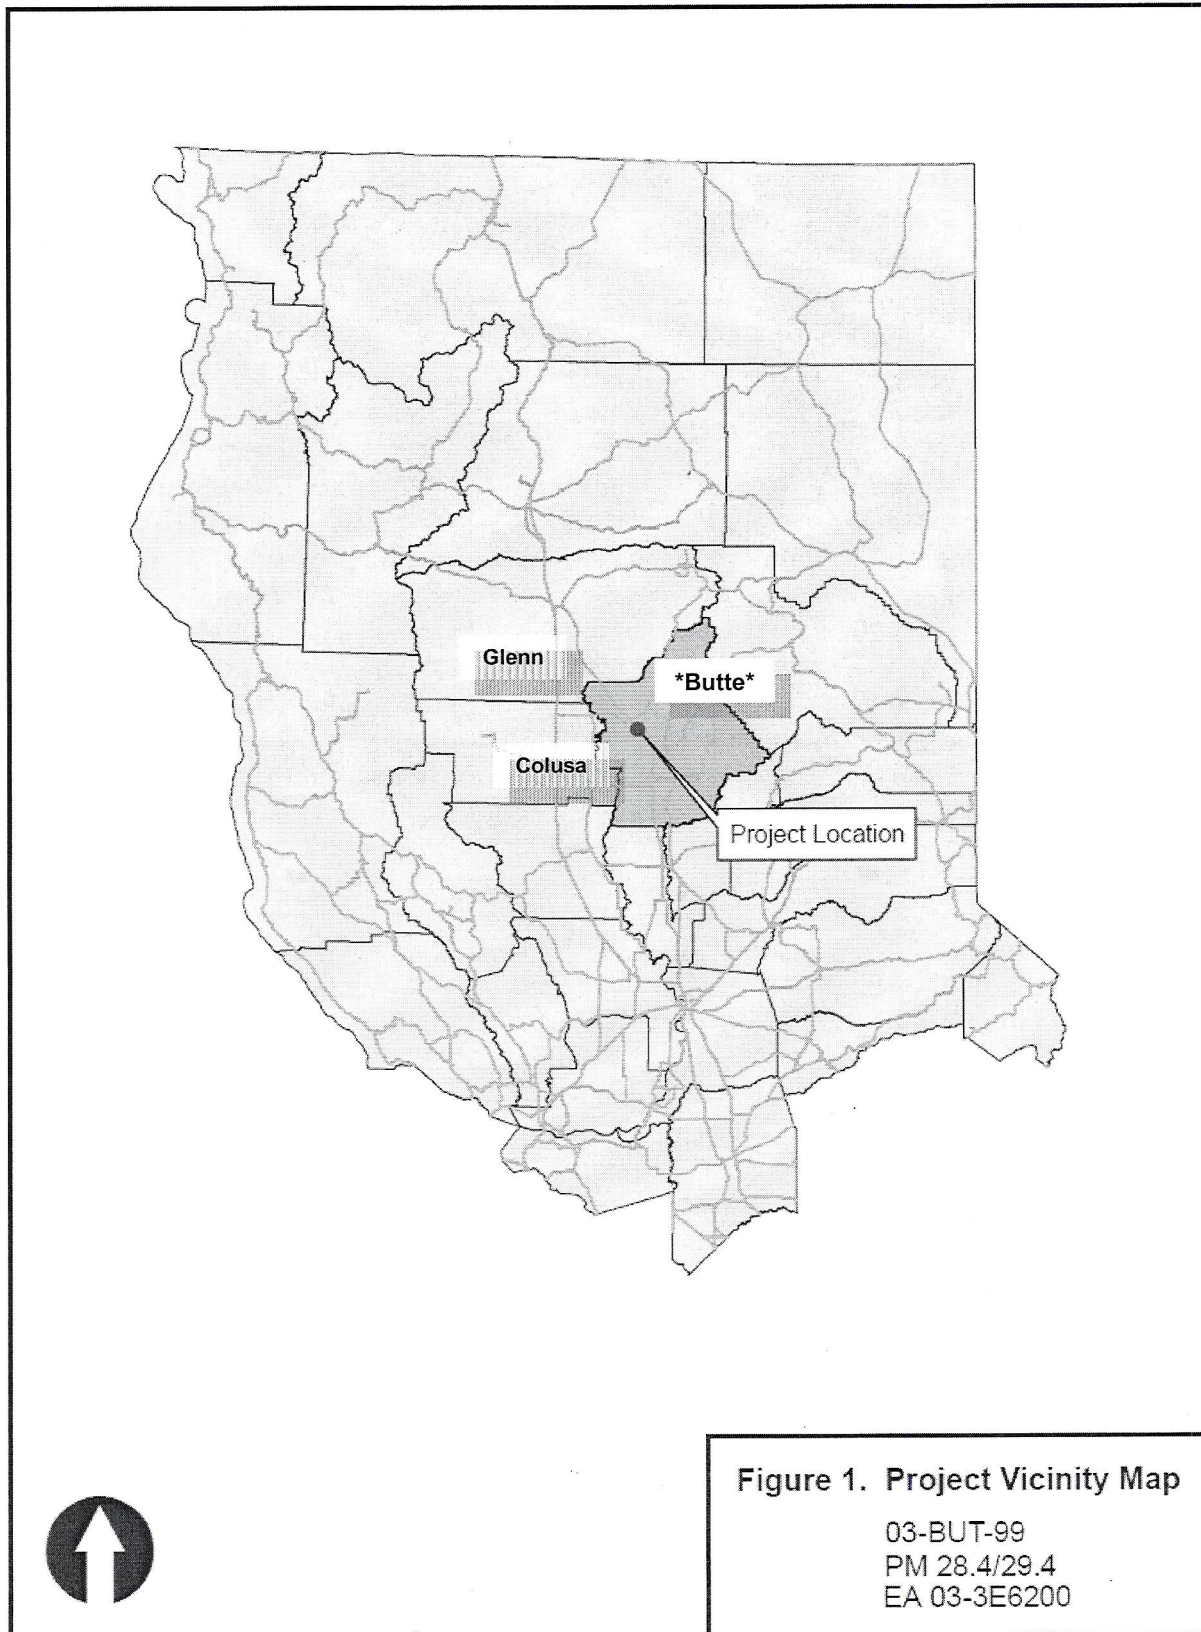 Glenn
*Butte*
Colusa
Project Location
Figure 1. Project Vicinity Map
03-BUT-99
PM 28.4/29.4
EA 03-3E6200